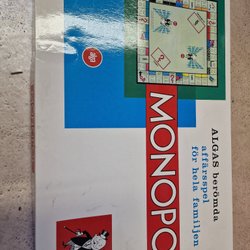 ALGAS berömda
affärsspel
för hela familjen
MONOPO